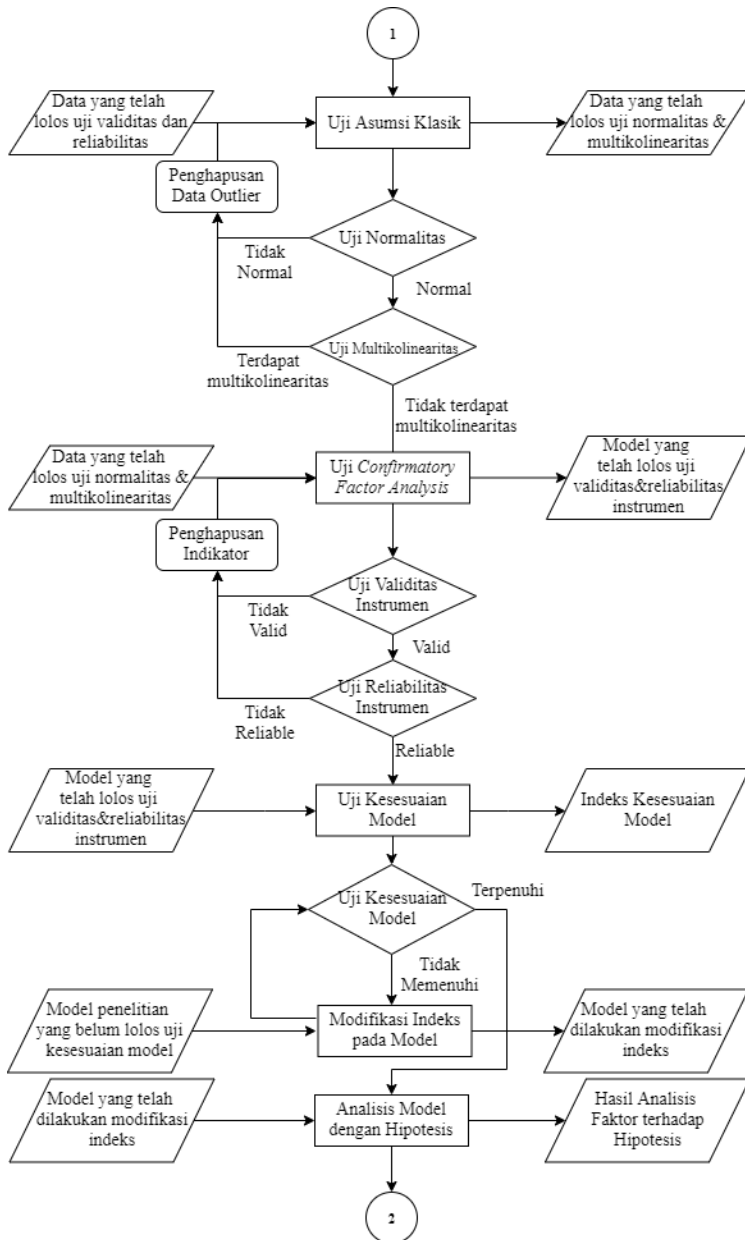 1
Data yang telah
lolos uji validitas dan
reliabilitas
Uji Asumsi Klasik
Data yang telah
lolos uji normalitas &
multikolinearitas
Penghapusan
Data Outlier
Uji Normalitas
Tidak
Normal
Normal
Uji Multikolinearitas
Terdapat
multikolinearitas
Tidak terdapat
multikolinearitas
Data yang telah
lolos uji normalitas &
multikolinearitas
Uji Confirmatory
Factor Analysis
Model yang
telah lolos uji
validitas&reliabilitas
instrumen
Penghapusan
Indikator
Uji Validitas
Instrumen
Tidak
Valid
Valid
Uji Reliabilitas
Instrumen
Tidak
Reliable
Reliable
Model yang
telah lolos uji
validitas&reliabilitas
instrumen
Uji Kesesuaian
Model
Indeks Kesesuaian
Model
Uji Kesesuaian
Model
Terpenuhi
Tidak
Memenuhi
Model penelitian
yang belum lolos uji
kesesuaian model
Modifikasi Indeks
pada Model
Model yang telah
dilakukan modifikasi
indeks
Model yang telah
dilakukan modifikasi
indeks
Analisis Model
dengan Hipotesis
Hasil Analisis
Faktor terhadap
Hipotesis
2